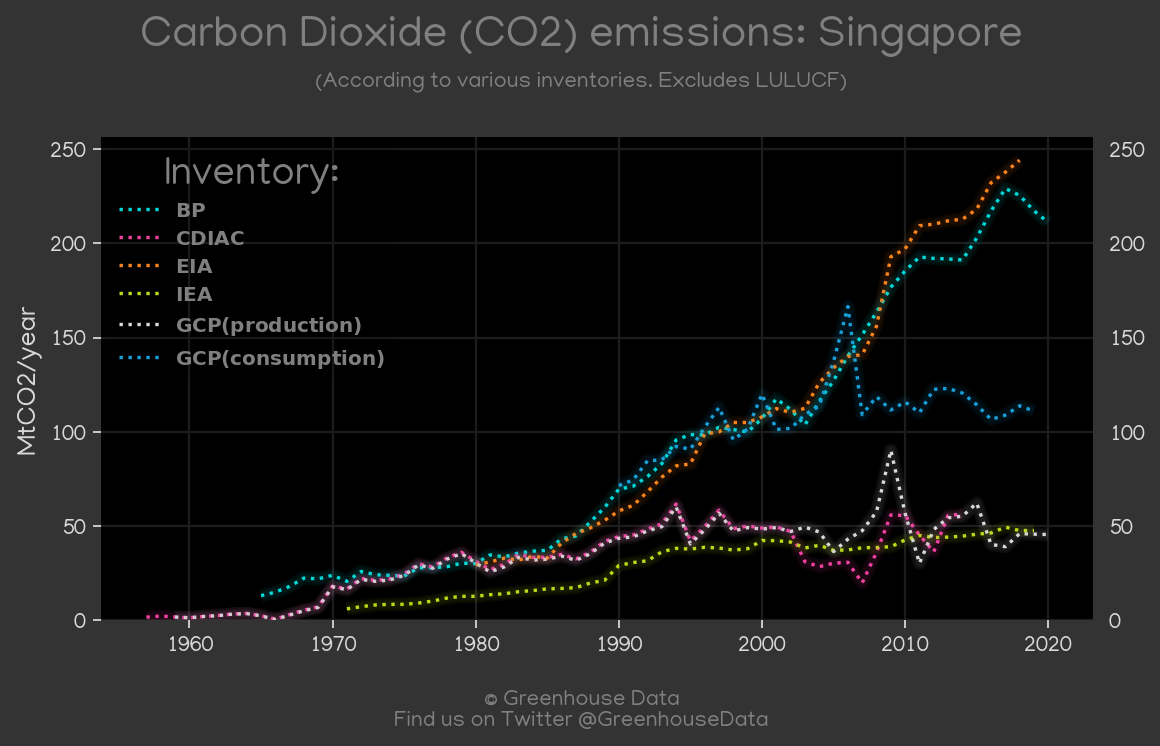 Carbon Dioxide (CO2) emissions: Singapore
(According to various inventories. Excludes LULUCF)
MtCO2/year
250
200
150
100
50
0
Inventory:
BP
CDIAC
EIA
IEA
GCP(production)
GCP(consumption)
250
200
150
100
50
0
1960 1970 1980 1990 2000 2010 2020
© Greenhouse Data
Find us on Twitter @GreenhouseData